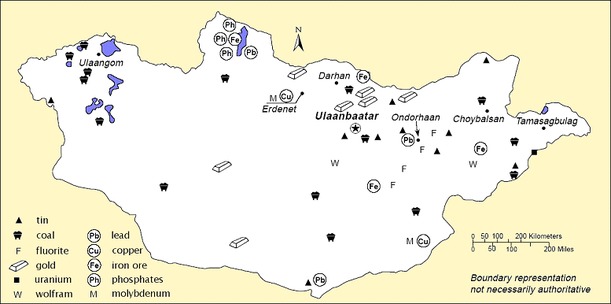 Ph
Ph Fe
Ph Pb
N
Ulaangom
Darhan Fe
M Cu
Erdenet
Ulaanbaatar
Ondorhaan
Choybalsan
Tamasagbulag
Pb
F
F
W
F
F
Fe
W
Fe
M Cu
Pb
tin
coal
F fluorite
gold
uranium
W wolfram
Pb lead
Cu copper
Fe iron ore
Ph phosphates
M molybdenum
0 50 100 200 Kilometers
0 50 100 200 Miles
Boundary representation
not necessarily authoritative